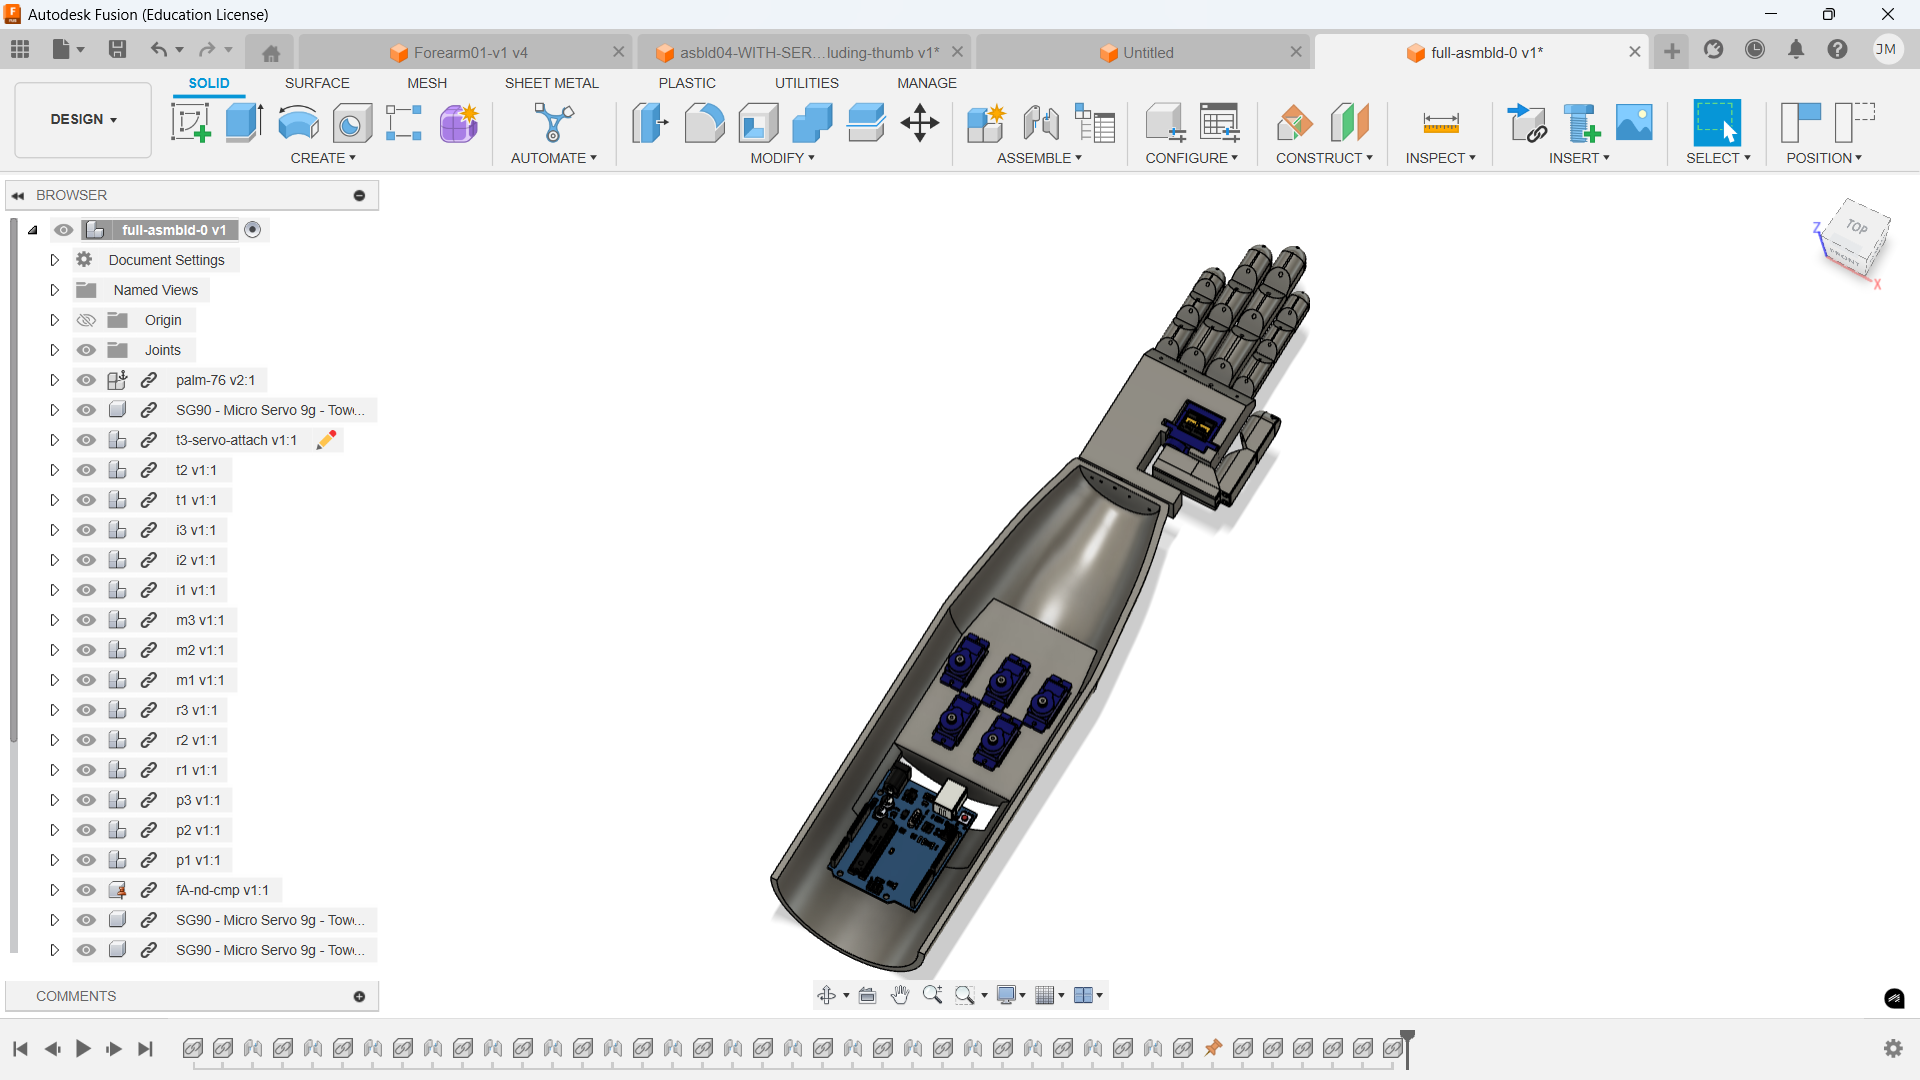 Autodesk Fusion (Education License)
Forearm01-v1 v4
asbld04-WITH-SER...luding-thumb v1*
Untitled
full-asmbld-0 v1*
JM
SOLID
SURFACE
MESH
SHEET METAL
PLASTIC
UTILITIES
MANAGE
DESIGN
CREATE
AUTOMATE
MODIFY
ASSEMBLE
CONFIGURE
CONSTRUCT
INSPECT
INSERT
SELECT
POSITION
BROWSER
full-asmbld-0 v1
Document Settings
Named Views
Origin
Joints
palm-76 v2:1
SG90 - Micro Servo 9g - Tow...
t3-servo-attach v1:1
t2 v1:1
t1 v1:1
i3 v1:1
i2 v1:1
i1 v1:1
m3 v1:1
m2 v1:1
m1 v1:1
r3 v1:1
r2 v1:1
r1 v1:1
p3 v1:1
p2 v1:1
p1 v1:1
fA-nd-cmp v1:1
SG90 - Micro Servo 9g - Tow...
SG90 - Micro Servo 9g - Tow...
COMMENTS
TOP
FRONT
Z
X